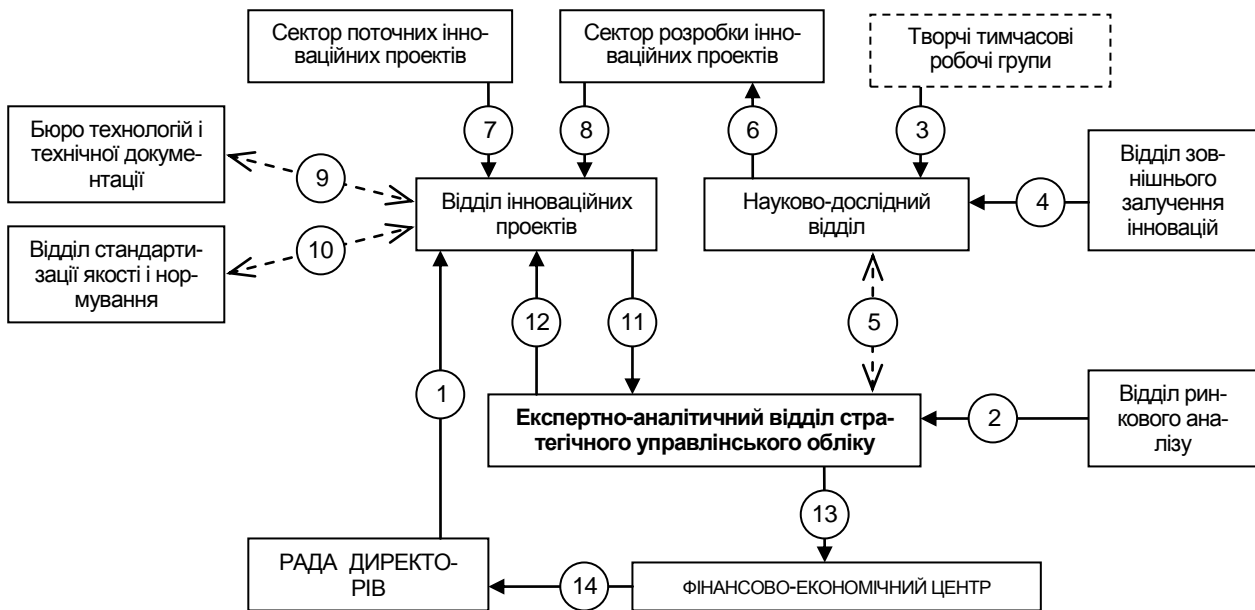 Сектор поточних інно-
ваційних проектів
Сектор розробки інно-
ваційних проектів
Творчі тимчасові
робочі групи
7
8
6
3
Бюро технологій і
технічної докуме-
нтації
9
Відділ інноваційних
проектів
Науково-дослідний
відділ
4
Відділ зов-
нішнього
залучення
інновацій
Відділ стандарти-
зації якості і нор-
мування
10
12
11
5
1
Експертно-аналітичний відділ стра-
тегічного управлінського обліку
2
Відділ рин-
кового ана-
лізу
13
РАДА ДИРЕКТО-
РІВ
14
ФІНАНСОВО-ЕКОНОМІЧНИЙ ЦЕНТР